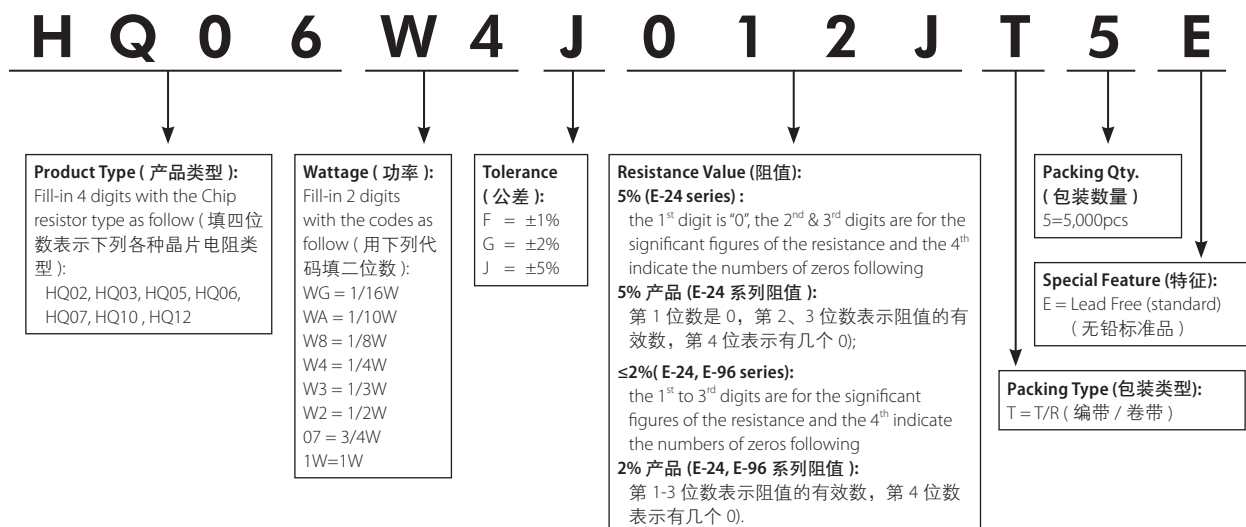 H Q 0 6 W 4 J 0 1 2 J T 5 E
Product Type ( 产品类型 ):
Fill-in 4 digits with the Chip
resistor type as follow ( 填四位
数表示下列各种晶片电阻类
型 ):
HQ02, HQ03, HQ05, HQ06,
HQ07, HQ10 , HQ12
Wattage ( 功率 ):
Fill-in 2 digits
with the codes as
follow ( 用下列代
码填二位数 ):
WG = 1/16W
WA = 1/10W
W8 = 1/8W
W4 = 1/4W
W3 = 1/3W
W2 = 1/2W
07 = 3/4W
1W=1W
Tolerance
( 公差 ):
F = ±1%
G = ±2%
J = ±5%
Resistance Value (阻值):
5% (E-24 series) :
the 1st digit is “0”, the 2nd & 3rd digits are for the
significant figures of the resistance and the 4th
indicate the numbers of zeros following
5% 产品 (E-24 系列阻值 ):
第 1 位数是 0，第 2、3 位数表示阻值的有
效数，第 4 位表示有几个 0);
≤2%( E-24, E-96 series):
the 1st to 3rd digits are for the significant
figures of the resistance and the 4th indicate
the numbers of zeros following
2% 产品 (E-24, E-96 系列阻值 ):
第 1-3 位数表示阻值的有效数，第 4 位数
表示有几个 0).
Packing Qty.
( 包装数量 )
5=5,000pcs
Special Feature (特征):
E = Lead Free (standard)
( 无铅标准品 )
Packing Type (包装类型):
T = T/R ( 编带 / 卷带 )